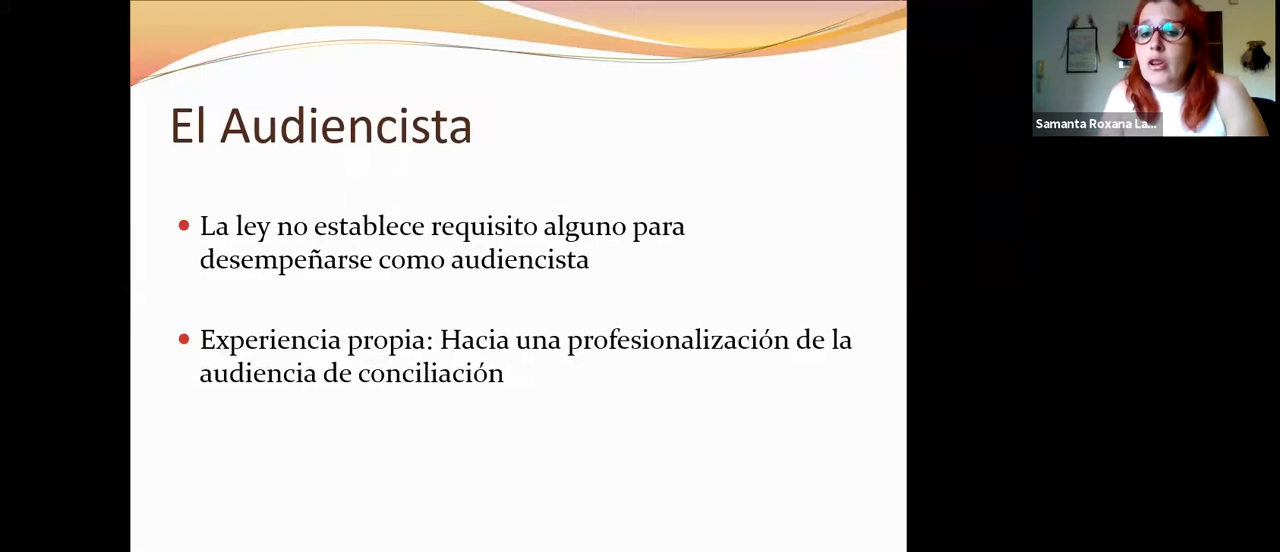 El Audiencista
La ley no establece requisito alguno para
desempeñarse como audiencista
Experiencia propia: Hacia una profesionalización de la
audiencia de conciliación
Samanta Roxana La...